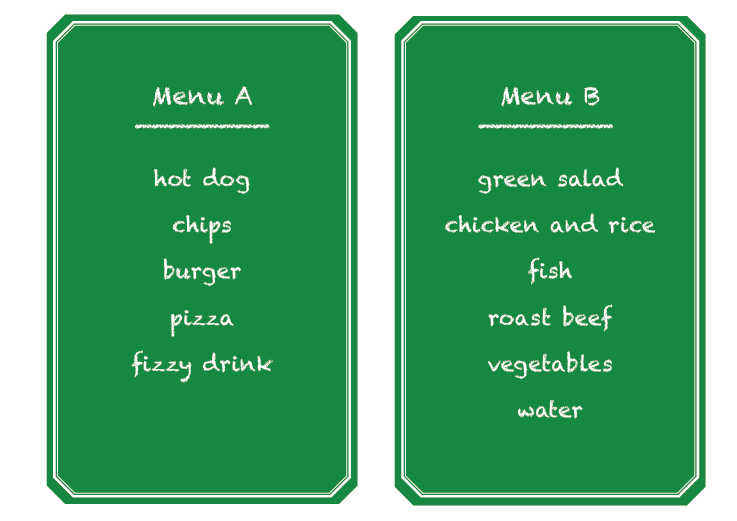 Menu A
hot dog
chips
burger
pizza
fizzy drink
Menu B
green salad
chicken and rice
fish
roast beef
vegetables
water